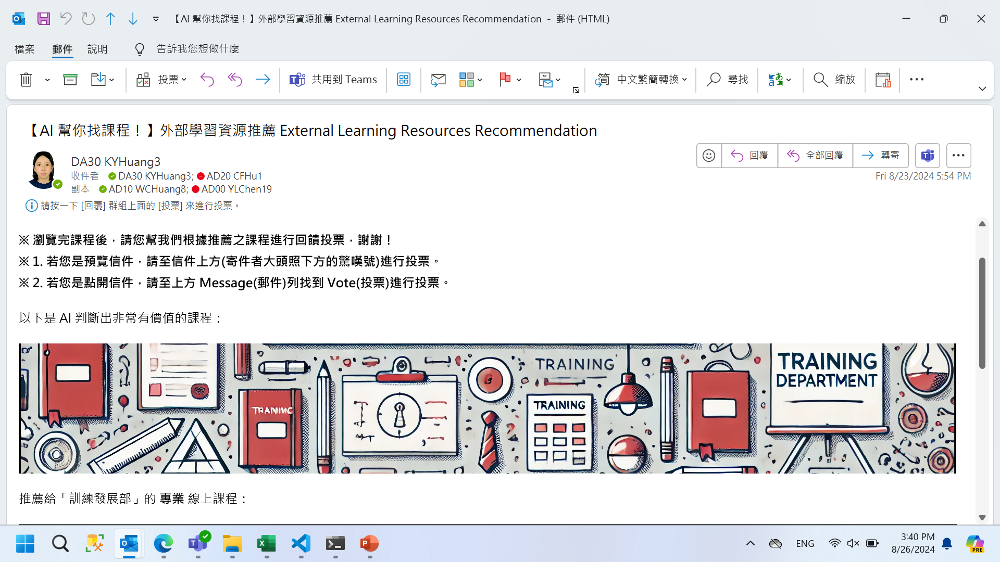 【AI 幫你找課程！】外部學習資源推薦 External Learning Resources Recommendation - 郵件 (HTML)
檔案 郵件 說明 告訴我您想做什麼
投票 共用到 Teams 中文繁簡轉換 尋找 縮放
【AI 幫你找課程！】外部學習資源推薦 External Learning Resources Recommendation
DA30 KYHuang3
收件者 DA30 KYHuang3; AD20 CFHu1
副本 AD10 WCHuang8; AD00 YLChen19
回覆 全部回覆 轉寄
Fri 8/23/2024 5:54 PM
請按一下 [回覆] 群組上面的 [投票] 來進行投票。
※ 瀏覽完課程後，請您幫我們根據推薦之課程進行回饋投票，謝謝！
※ 1. 若您是預覽信件，請至信件上方(寄件者大頭照下方的驚嘆號)進行投票。
※ 2. 若您是點開信件，請至上方 Message(郵件)列找到 Vote(投票)進行投票。
以下是 AI 判斷出非常有價值的課程：
TRAINING
TRAINING
DEPARTMENT
TRAINING
TRANING
推薦給「訓練發展部」的 專業 線上課程：
ENG
3:40 PM
8/26/2024
PRE